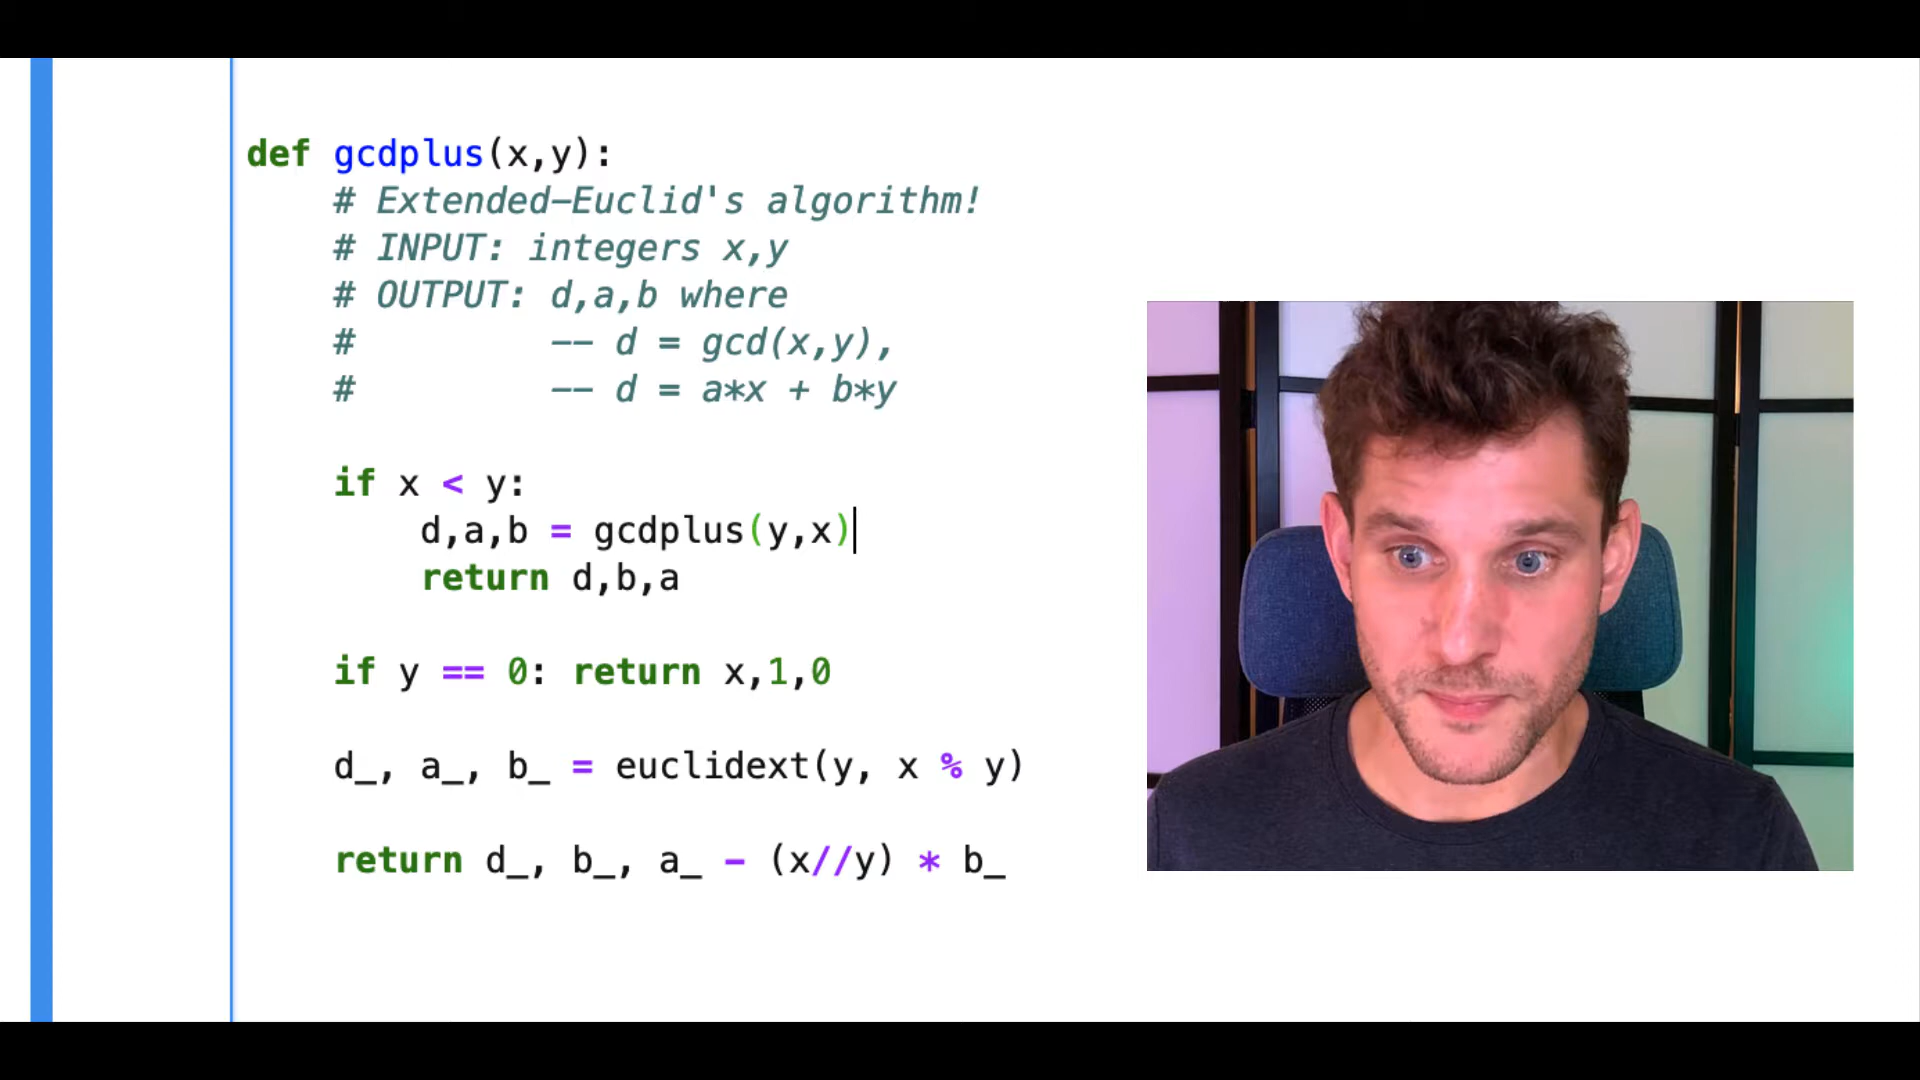 def gcdplus(x,y):
# Extended-Euclid's algorithm!
# INPUT: integers x,y
# OUTPUT: d,a,b where
# -- d = gcd(x,y),
# -- d = a*x + b*y
if x < y:
d,a,b = gcdplus(y,x)
return d,b,a
if y == 0: return x,1,0
d_, a_, b_ = euclidext(y, x % y)
return d_, b_, a_ - (x//y) * b_